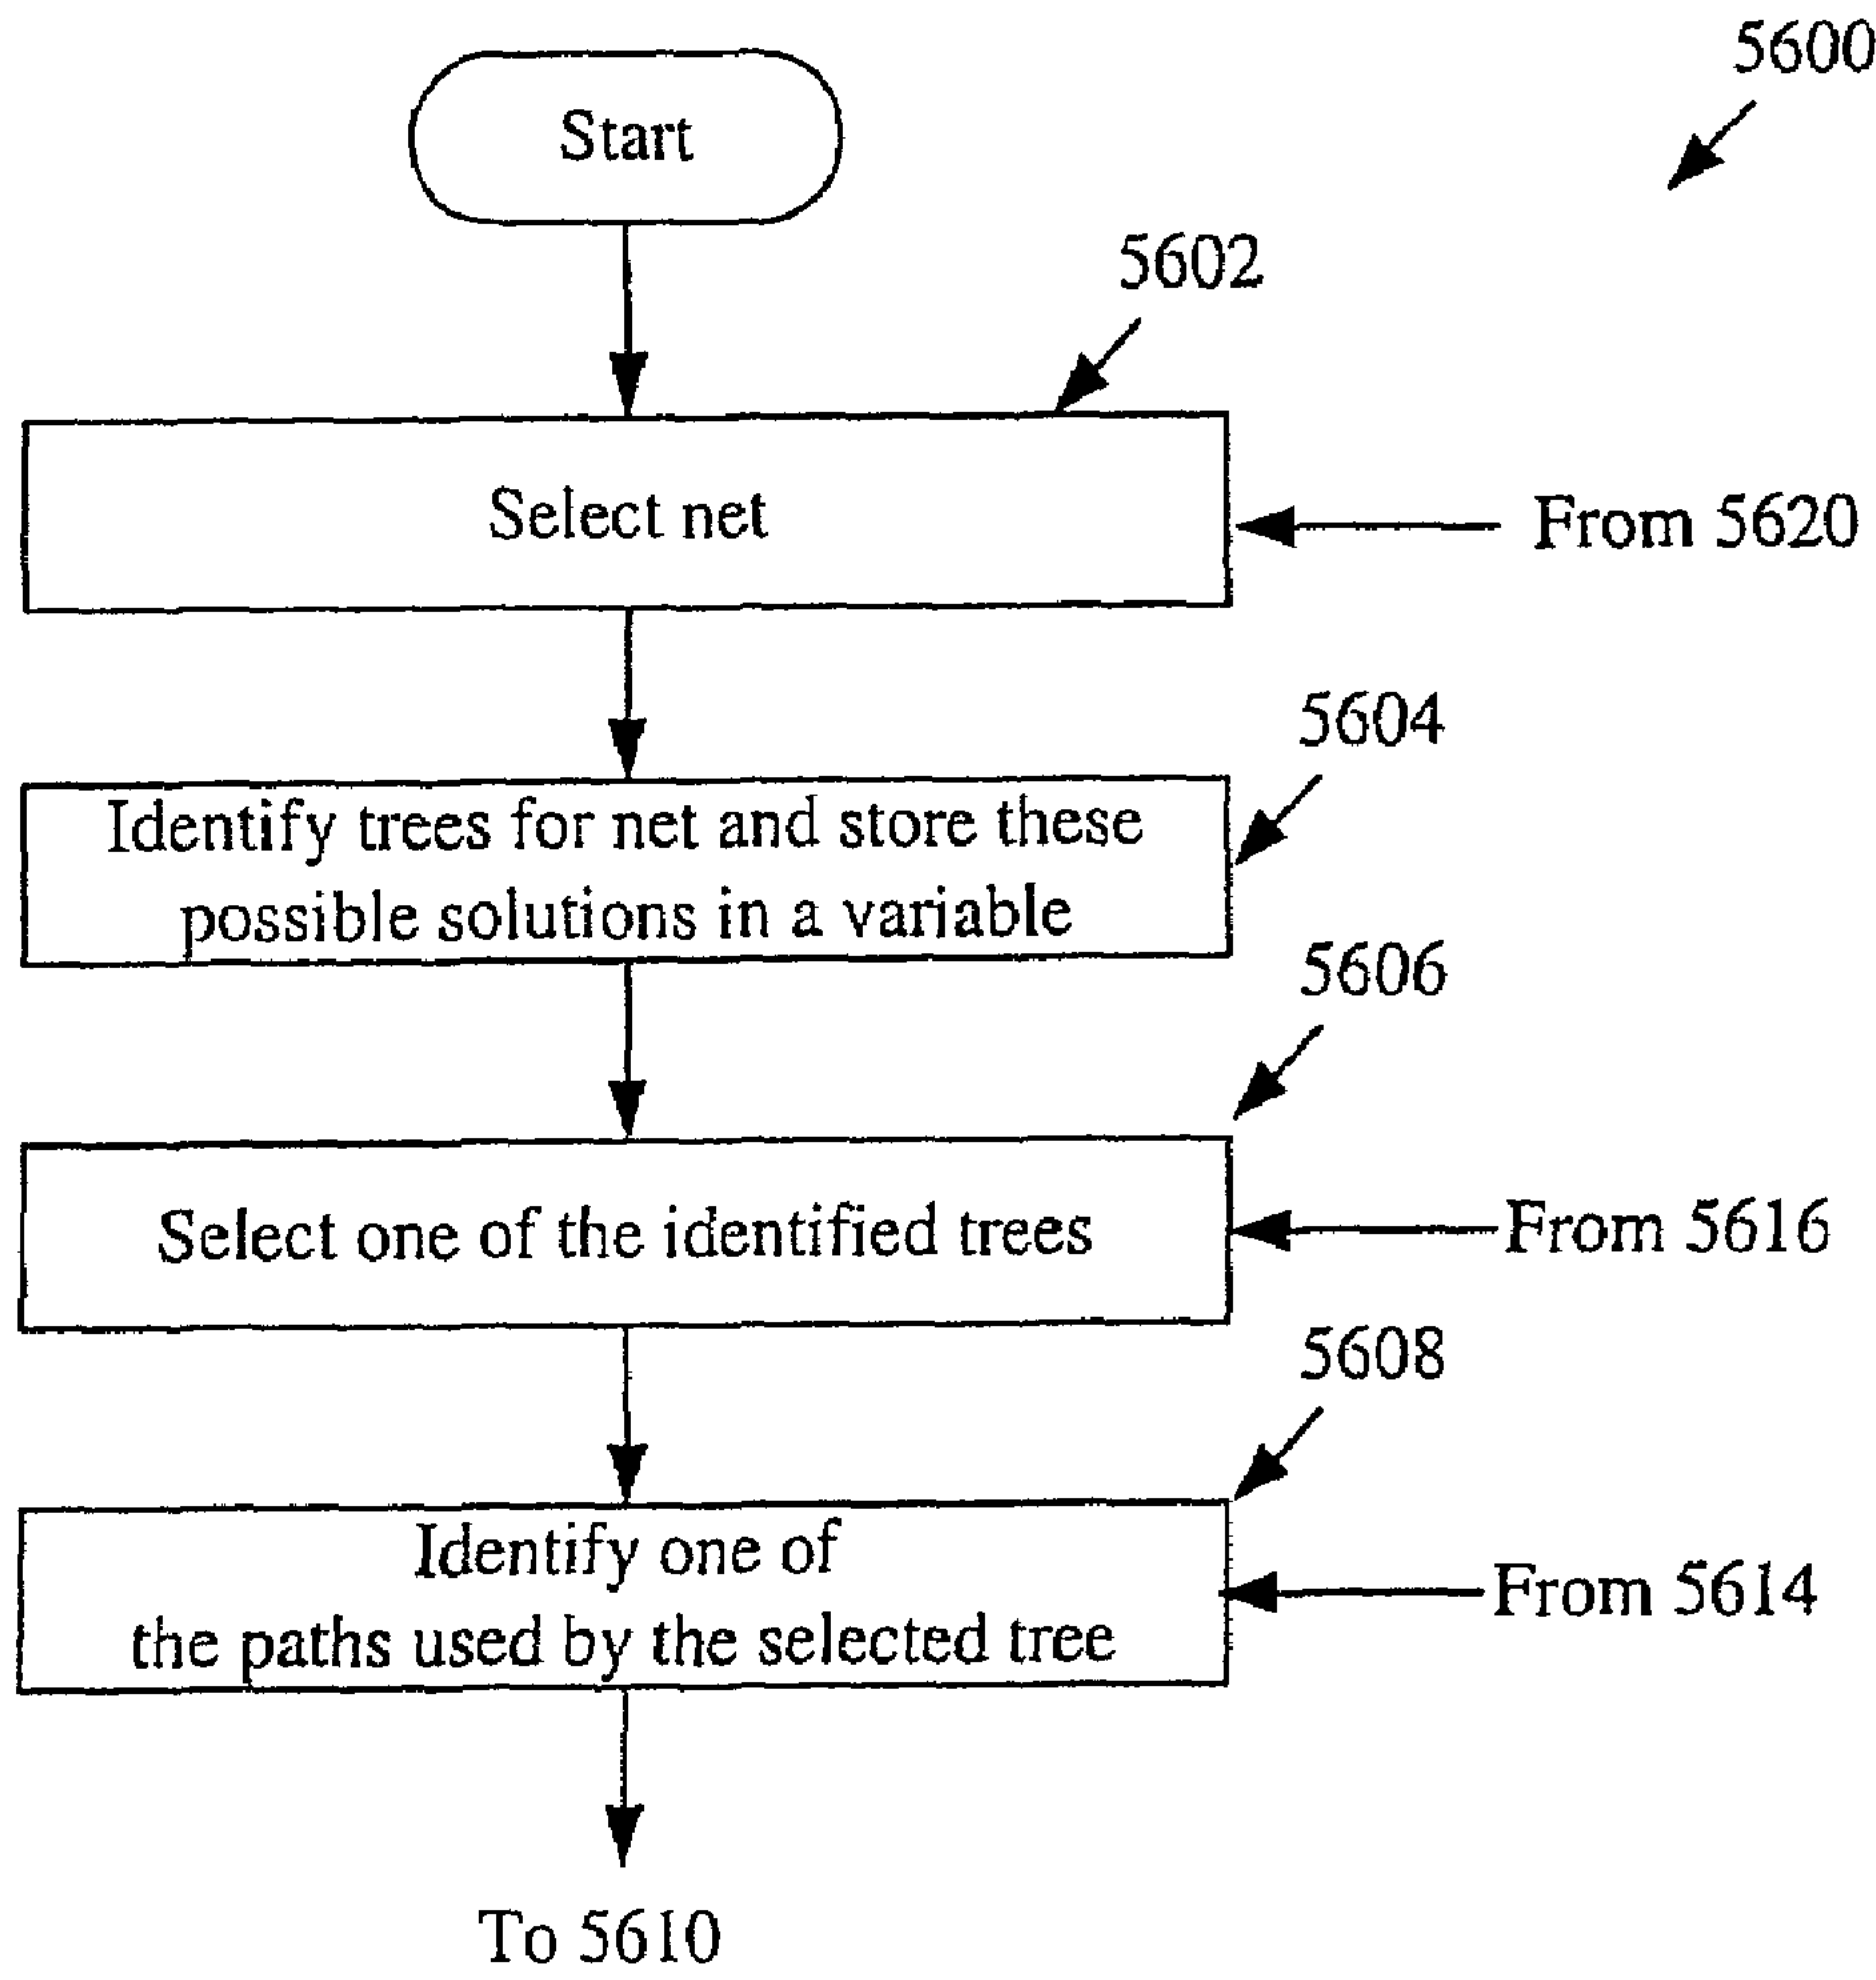 5600
Start
5602
Select net
From 5620
5604
Identify trees for net and store these
possible solutions in a variable
5606
Select one of the identified trees
From 5616
5608
Identify one of
the paths used by the selected tree
From 5614
To 5610